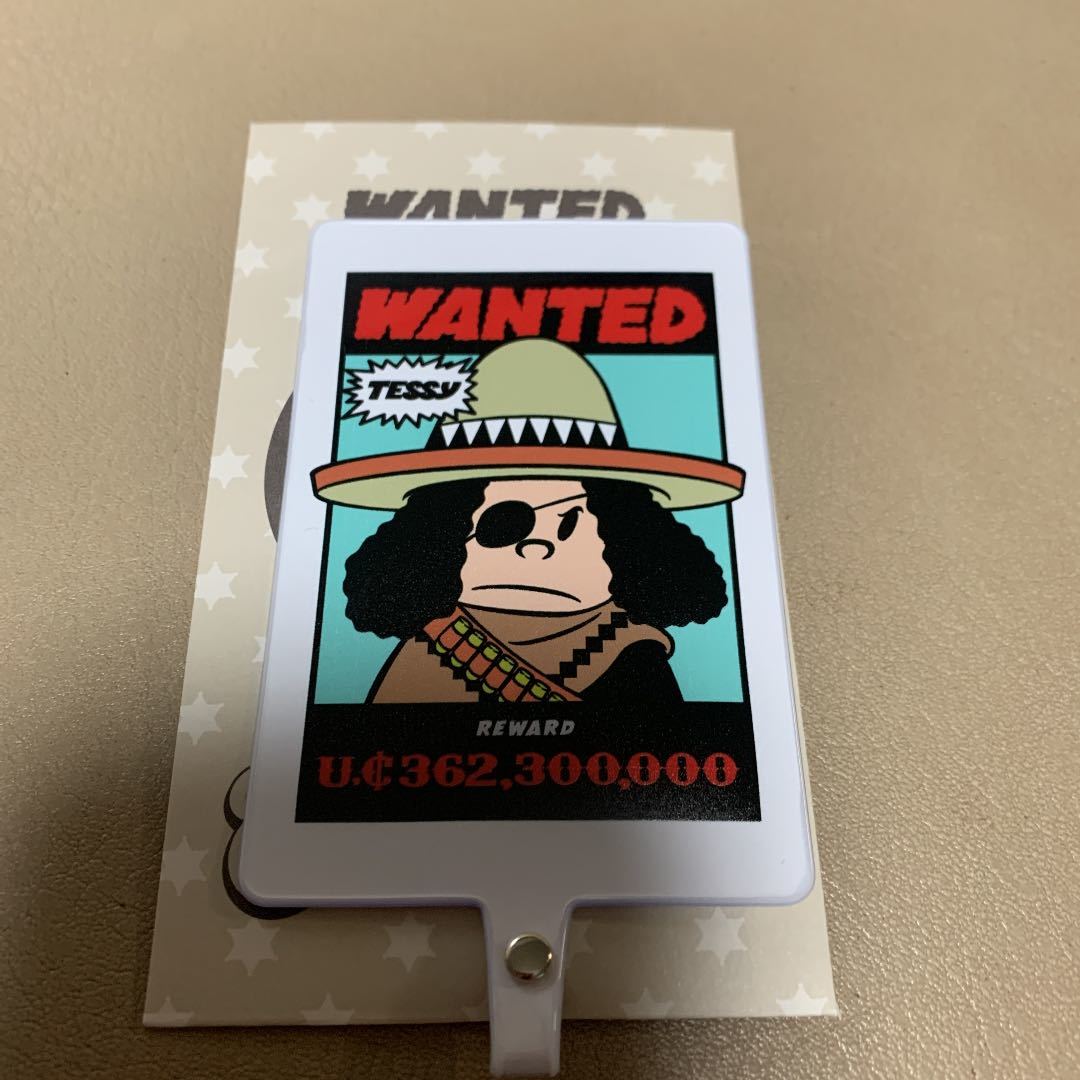 WANTED
WANTED
TESSY
REWARD
U.₵362,300,000